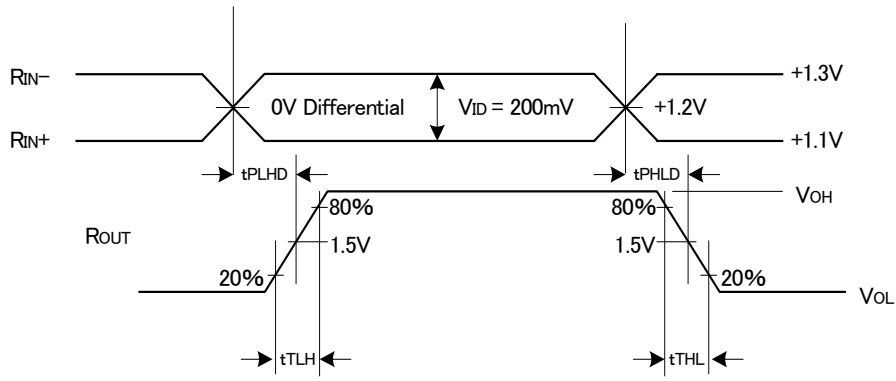 RIN− +1.3V
0V Differential VID = 200mV +1.2V
RIN+ +1.1V
tPLHD tPHLD
80% 80% VOH
ROUT 1.5V 1.5V
20% 20%
VOL
tTLH tTHL